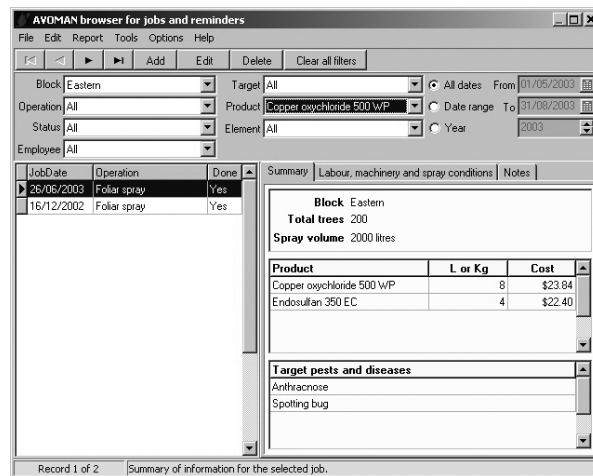 AVOMAN browser for jobs and reminders
File Edit Report Tools Options Help
Add Edit Delete Clear all filters
Block Eastern Target All All dates From 01/05/2003
Operation All Product Copper oxychloride 500 WP Date range To 31/08/2003
Status All Element All Year 2003
Employee All
JobDate Operation Done Summary Labour, machinery and spray conditions Notes
26/06/2003 Foliar spray Yes
16/12/2002 Foliar spray Yes
Block Eastern
Total trees 200
Spray volume 2000 litres
Product L or Kg Cost
Copper oxychloride 500 WP 8 $23.84
Endosulfan 350 EC 4 $22.40
Target pests and diseases
Anthracnose
Spotting bug
Record 1 of 2 Summary of information for the selected job.